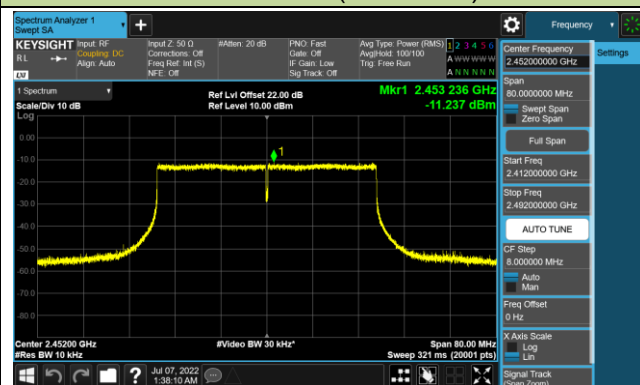 Spectrum Analyzer 1
Swept SA
Frequency
KEYSIGHT
R L
Input: RF
Coupling: DC
Align: Auto
Input Z: 50 Ω
Corrections: Off
Freq Ref: Int (S)
NFE: Off
#Atten: 20 dB
PNO: Fast
Gate: Off
IF Gain: Low
Sig Track: Off
Avg Type: Power (RMS)
Avg|Hold: 100/100
Trig: Free Run
1 2 3 4 5 6
A W W W W W
A N N N N N
Center Frequency
2.452000000 GHz
Settings
Span
80.0000000 MHz
Swept Span
Zero Span
Full Span
Start Freq
2.412000000 GHz
Stop Freq
2.492000000 GHz
AUTO TUNE
CF Step
8.000000 MHz
Auto
Man
Freq Offset
0 Hz
X Axis Scale
Log
Lin
Signal Track
(Span Zoom)
1 Spectrum
Scale/Div 10 dB
Log
Ref Lvl Offset 22.00 dB
Ref Level 10.00 dBm
Mkr1 2.453 236 GHz
-11.237 dBm
1
0.00
-10.0
-20.0
-30.0
-40.0
-50.0
-60.0
-70.0
-80.0
Center 2.45200 GHz
#Res BW 10 kHz
#Video BW 30 kHz*
Span 80.00 MHz
Sweep 321 ms (20001 pts)
Jul 07, 2022
1:38:10 AM